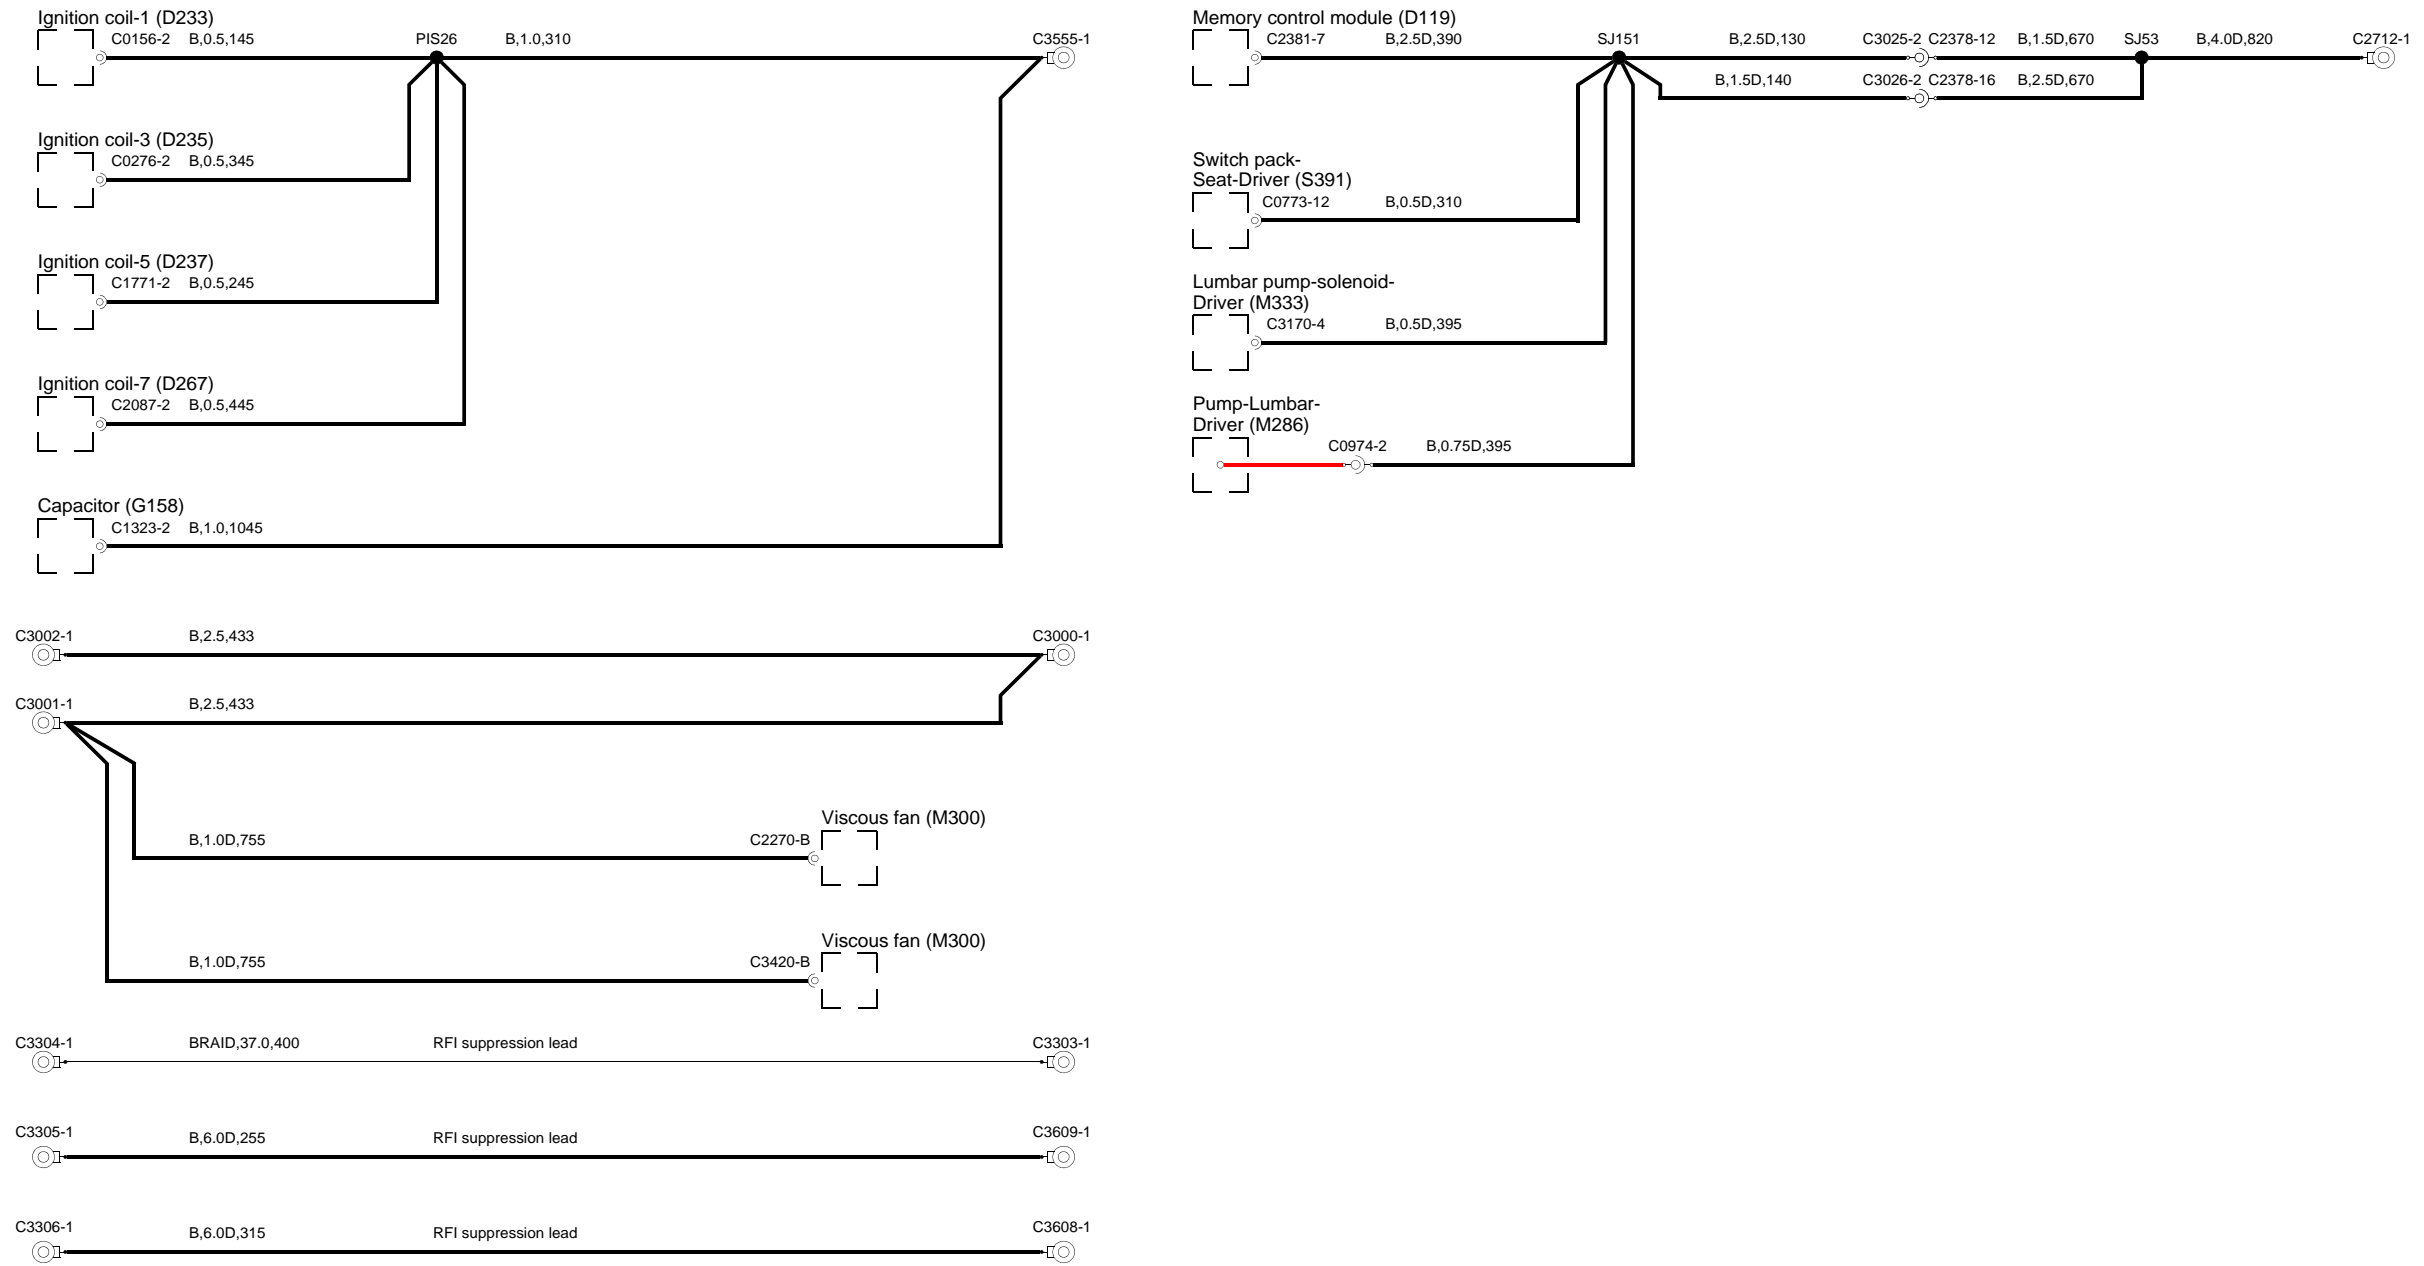 Ignition coil-1 (D233)
C0156-2 B,0.5,145 PIS26 B,1.0,310 C3555-1
Ignition coil-3 (D235)
C0276-2 B,0.5,345
Ignition coil-5 (D237)
C1771-2 B,0.5,245
Ignition coil-7 (D267)
C2087-2 B,0.5,445
Capacitor (G158)
C1323-2 B,1.0,1045
C3002-1 B,2.5,433 C3000-1
C3001-1 B,2.5,433
Viscous fan (M300)
B,1.0D,755 C2270-B
Viscous fan (M300)
B,1.0D,755 C3420-B
C3304-1 BRAID,37.0,400 RFI suppression lead C3303-1
C3305-1 B,6.0D,255 RFI suppression lead C3609-1
C3306-1 B,6.0D,315 RFI suppression lead C3608-1
Memory control module (D119)
C2381-7 B,2.5D,390 SJ151 B,2.5D,130 C3025-2 C2378-12 B,1.5D,670 SJ53 B,4.0D,820 C2712-1
B,1.5D,140 C3026-2 C2378-16 B,2.5D,670
Switch pack-
Seat-Driver (S391)
C0773-12 B,0.5D,310
Lumbar pump-solenoid-
Driver (M333)
C3170-4 B,0.5D,395
Pump-Lumbar-
Driver (M286)
C0974-2 B,0.75D,395